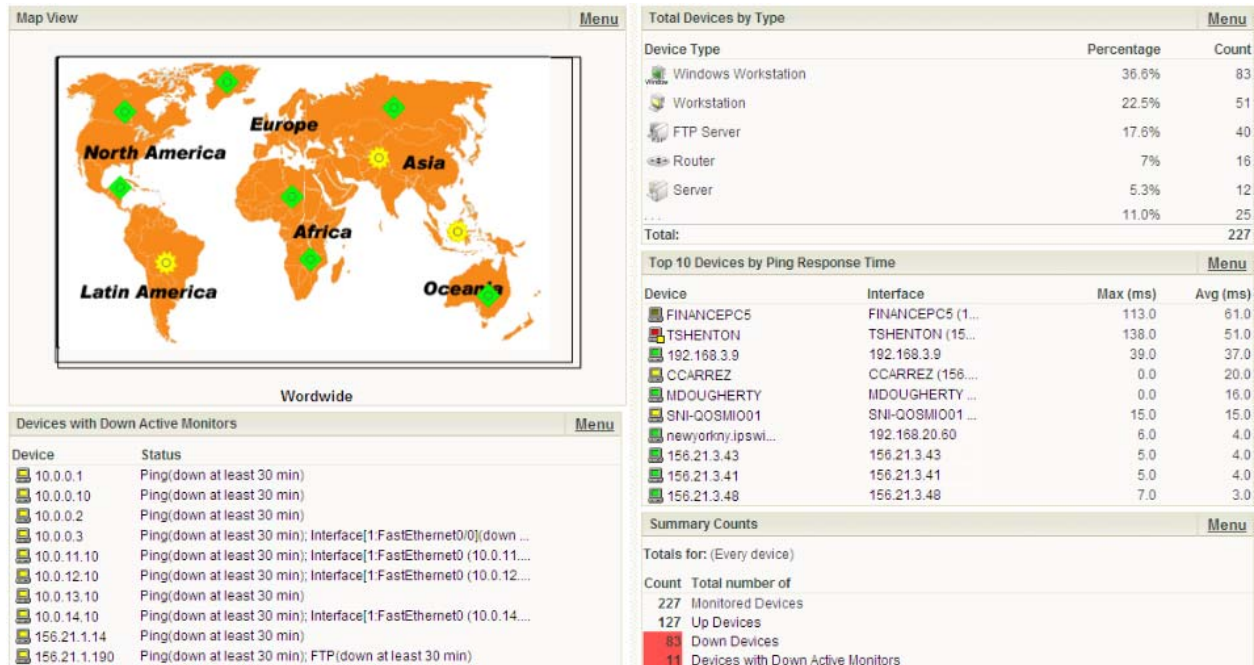 Map View Menu
North America
Europe
Asia
Africa
Latin America
Oceania
Wordwide
Devices with Down Active Monitors Menu
Device Status
10.0.0.1 Ping(down at least 30 min)
10.0.0.10 Ping(down at least 30 min)
10.0.0.2 Ping(down at least 30 min)
10.0.0.3 Ping(down at least 30 min); Interface[1:FastEthernet0/0](down ...
10.0.11.10 Ping(down at least 30 min); Interface[1:FastEthernet0 (10.0.11....
10.0.12.10 Ping(down at least 30 min); Interface[1:FastEthernet0 (10.0.12....
10.0.13.10 Ping(down at least 30 min)
10.0.14.10 Ping(down at least 30 min); Interface[1:FastEthernet0 (10.0.14....
156.21.1.14 Ping(down at least 30 min)
156.21.1.190 Ping(down at least 30 min); FTP(down at least 30 min)
Total Devices by Type Menu
Device Type Percentage Count
Windows Workstation 36.6% 83
Workstation 22.5% 51
FTP Server 17.6% 40
Router 7% 16
Server 5.3% 12
... 11.0% 25
Total: 227
Top 10 Devices by Ping Response Time Menu
Device Interface Max (ms) Avg (ms)
FINANCEPC5 FINANCEPC5 (1... 113.0 61.0
TSHENTON TSHENTON (15... 138.0 51.0
192.168.3.9 192.168.3.9 39.0 37.0
CCARREZ CCARREZ (156.... 0.0 20.0
MDOUGHERTY MDOUGHERTY ... 0.0 16.0
SNI-QOSMIO01 SNI-QOSMIO01 ... 15.0 15.0
newyorkny.ipswi... 192.168.20.60 6.0 4.0
156.21.3.43 156.21.3.43 5.0 4.0
156.21.3.41 156.21.3.41 5.0 4.0
156.21.3.48 156.21.3.48 7.0 3.0
Summary Counts Menu
Totals for: (Every device)
Count Total number of
227 Monitored Devices
127 Up Devices
83 Down Devices
11 Devices with Down Active Monitors